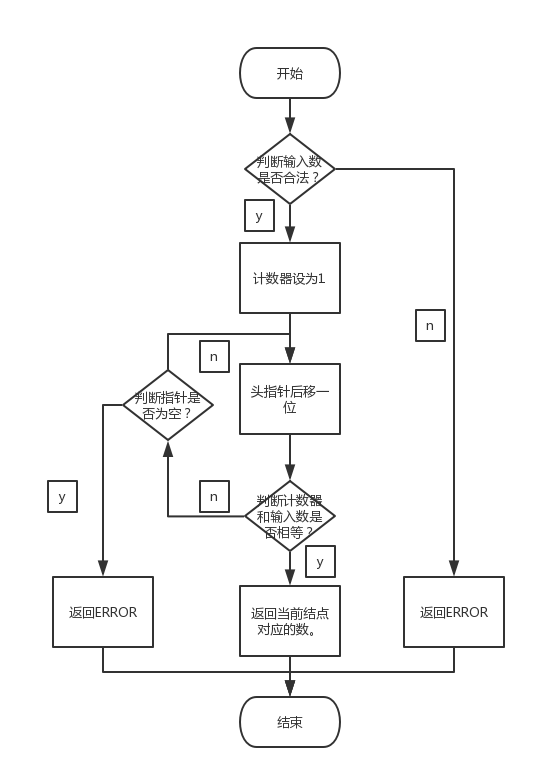 开始
判断输入数
是否合法？
y
计数器设为1
n
n
头指针后移一
位
判断指针是
否为空？
y
n
判断计数器
和输入数是
否相等？
y
返回ERROR
返回当前结点
对应的数。
返回ERROR
结束